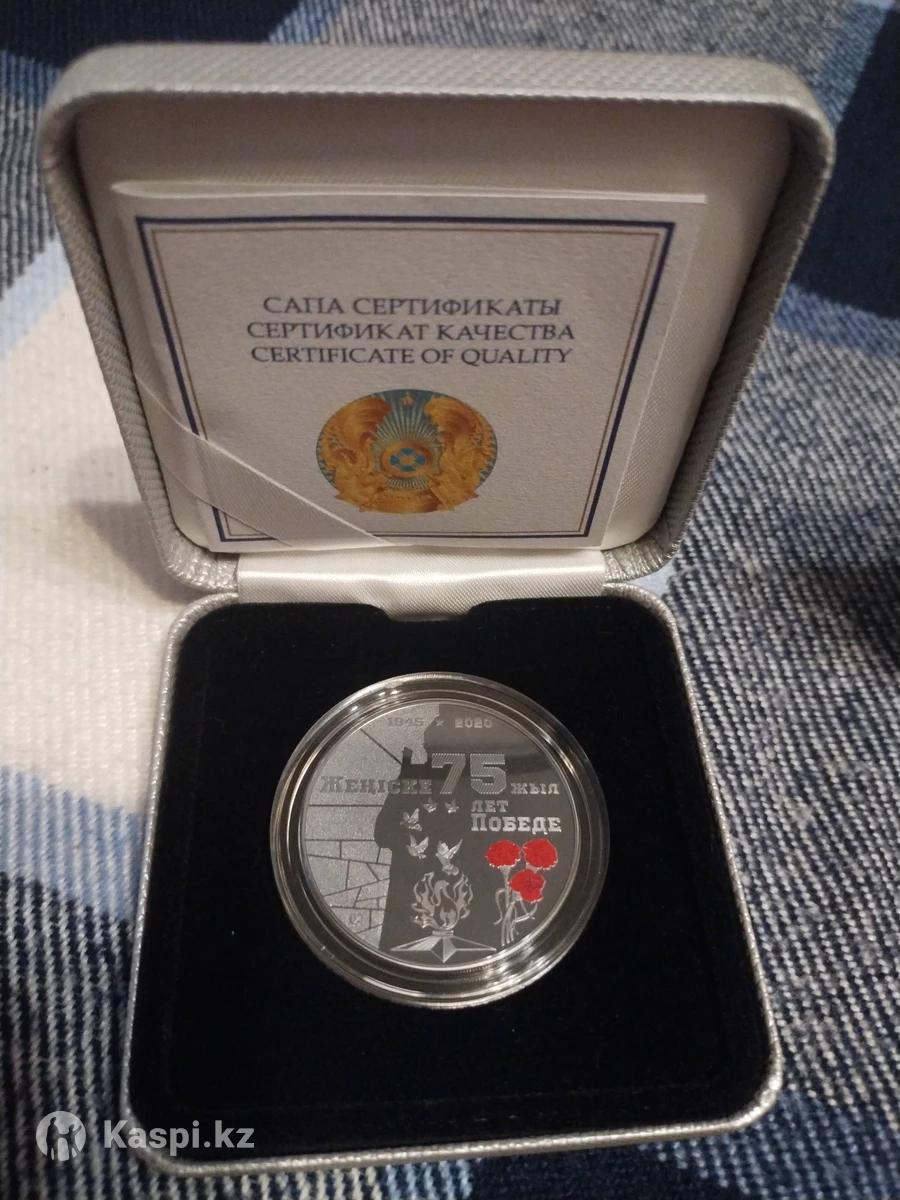 САПА СЕРТИФИКАТЫ
СЕРТИФИКАТ КАЧЕСТВА
CERTIFICATE OF QUALITY
1945 ★ 2020
ЖЕҢІСКЕ 75 ЖЫЛ
ЛЕТ
ПОБЕДЕ
Kaspi.kz